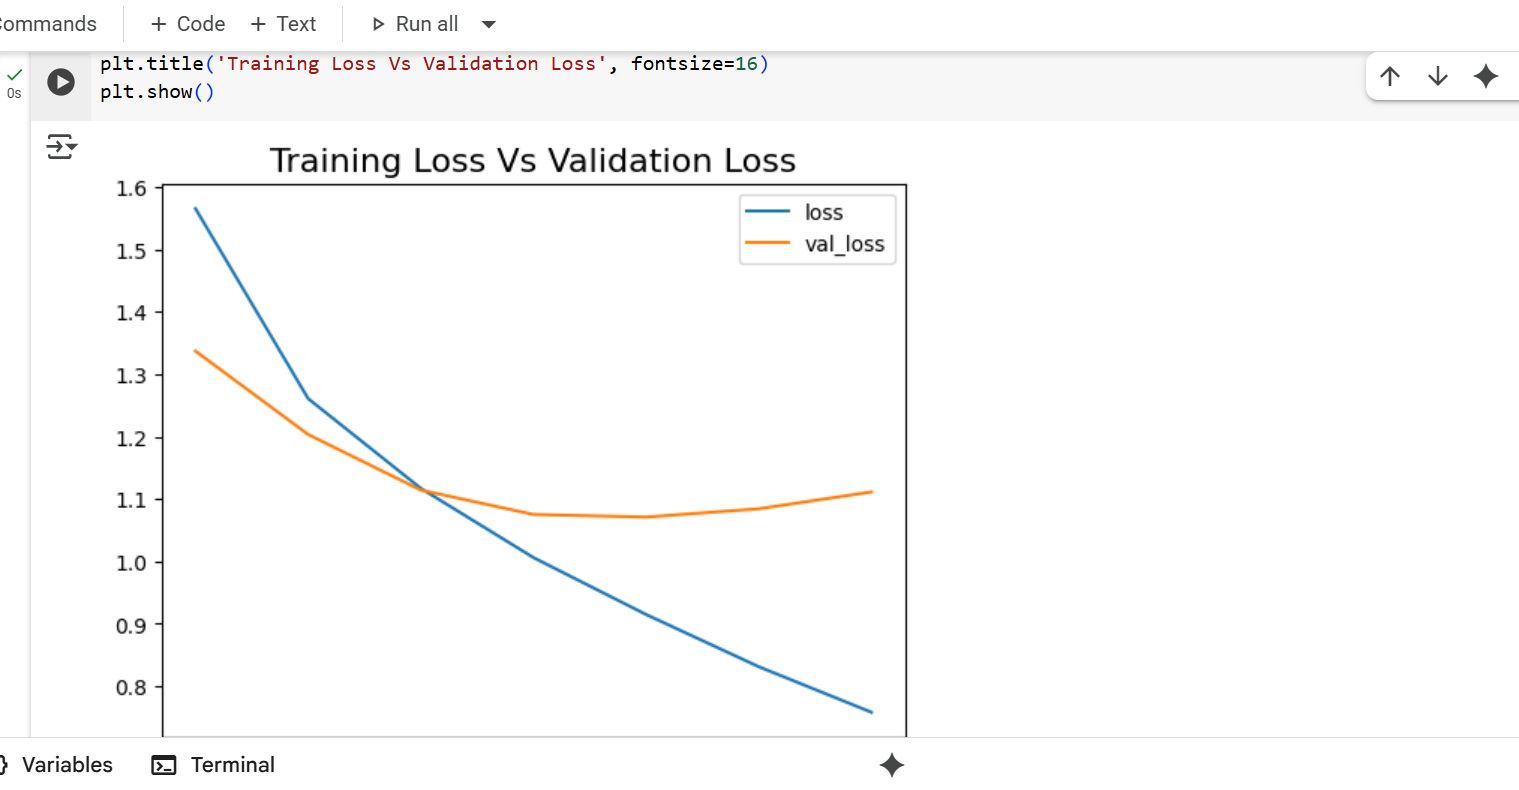 Commands
+ Code + Text
Run all
plt.title('Training Loss Vs Validation Loss', fontsize=16)
plt.show()
0s
Training Loss Vs Validation Loss
1.6
1.5
1.4
1.3
1.2
1.1
1.0
0.9
0.8
loss
val_loss
Variables
Terminal